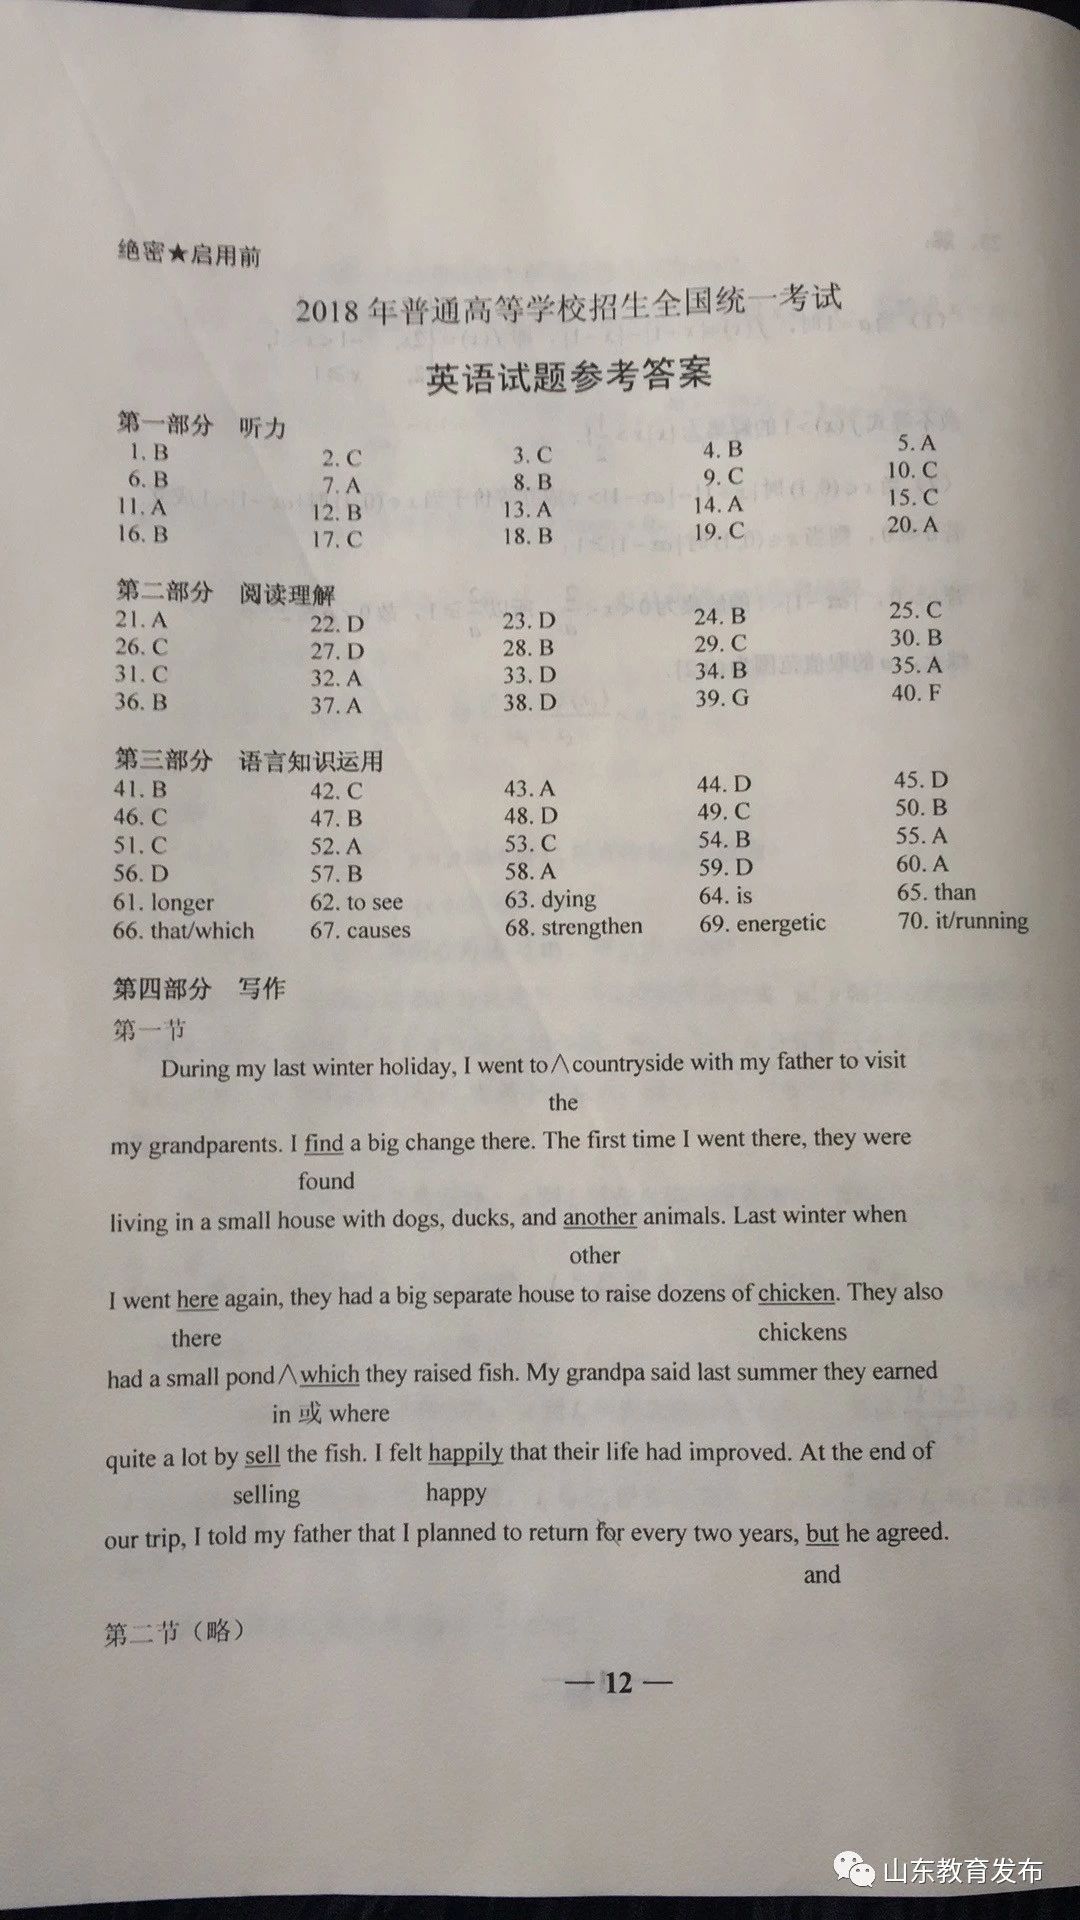 绝密★启用前
2018年普通高等学校招生全国统一考试
英语试题参考答案
第一部分 听力
1. B 2. C 3. C 4. B 5. A
6. B 7. A 8. B 9. C 10. C
11. A 12. B 13. A 14. A 15. C
16. B 17. C 18. B 19. C 20. A
第二部分 阅读理解
21. A 22. D 23. D 24. B 25. C
26. C 27. D 28. B 29. C 30. B
31. C 32. A 33. D 34. B 35. A
36. B 37. A 38. D 39. G 40. F
第三部分 语言知识运用
41. B 42. C 43. A 44. D 45. D
46. C 47. B 48. D 49. C 50. B
51. C 52. A 53. C 54. B 55. A
56. D 57. B 58. A 59. D 60. A
61. longer 62. to see 63. dying 64. is 65. than
66. that/which 67. causes 68. strengthen 69. energetic 70. it/running
第四部分 写作
第一节
During my last winter holiday, I went to∧countryside with my father to visit
the
my grandparents. I find a big change there. The first time I went there, they were
found
living in a small house with dogs, ducks, and another animals. Last winter when
other
I went here again, they had a big separate house to raise dozens of chicken. They also
there chickens
had a small pond∧which they raised fish. My grandpa said last summer they earned
in 或 where
quite a lot by sell the fish. I felt happily that their life had improved. At the end of
selling happy
our trip, I told my father that I planned to return for every two years, but he agreed.
and
第二节（略）
— 12 —
山东教育发布